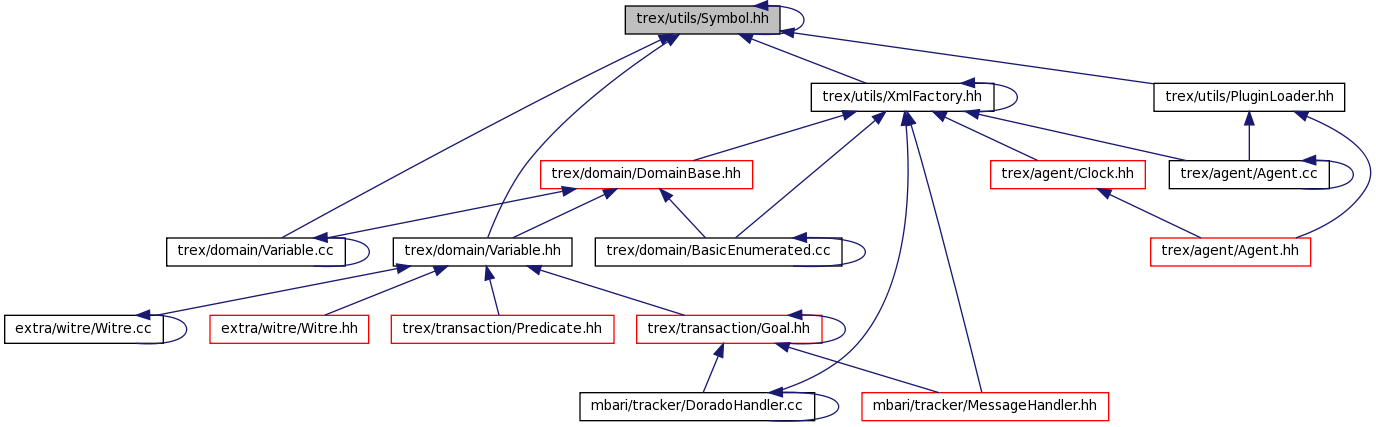 trex/utils/Symbol.hh
trex/utils/XmlFactory.hh
trex/utils/PluginLoader.hh
trex/domain/DomainBase.hh
trex/agent/Clock.hh
trex/agent/Agent.cc
trex/domain/Variable.cc
trex/domain/Variable.hh
trex/domain/BasicEnumerated.cc
trex/agent/Agent.hh
extra/witre/Witre.cc
extra/witre/Witre.hh
trex/transaction/Predicate.hh
trex/transaction/Goal.hh
mbari/tracker/DoradoHandler.cc
mbari/tracker/MessageHandler.hh